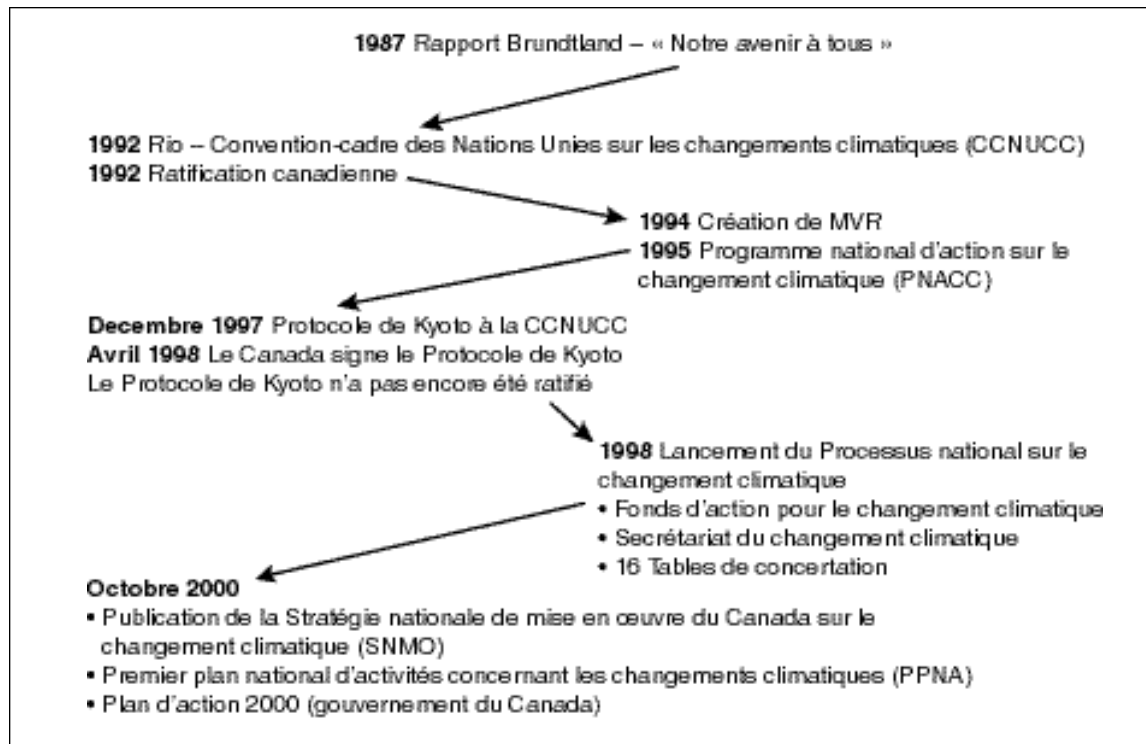 1987 Rapport Brundtland – « Notre avenir à tous »
1992 Rio – Convention-cadre des Nations Unies sur les changements climatiques (CCNUCC)
1992 Ratification canadienne
1994 Création de MVR
1995 Programme national d'action sur le
changement climatique (PNACC)
Decembre 1997 Protocole de Kyoto à la CCNUCC
Avril 1998 Le Canada signe le Protocole de Kyoto
Le Protocole de Kyoto n'a pas encore été ratifié
1998 Lancement du Processus national sur le
changement climatique
• Fonds d'action pour le changement climatique
• Secrétariat du changement climatique
• 16 Tables de concertation
Octobre 2000
• Publication de la Stratégie nationale de mise en œuvre du Canada sur le
changement climatique (SNMO)
• Premier plan national d'activités concernant les changements climatiques (PPNA)
• Plan d'action 2000 (gouvernement du Canada)